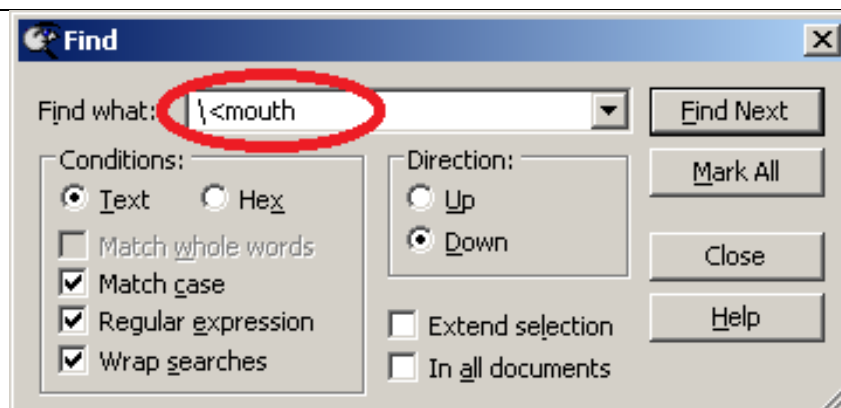 Find
Find what: \<mouth
Find Next
Conditions:
Direction:
Mark All
Text Hex
Up
Match whole words
Down
Close
Match case
Regular expression
Extend selection
Help
Wrap searches
In all documents